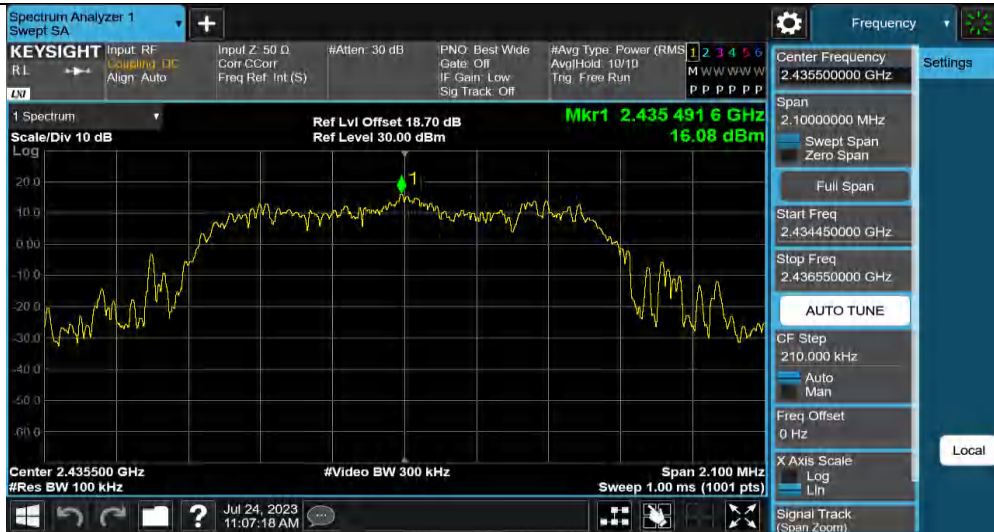 Spectrum Analyzer 1
Swept SA
+
Frequency
KEYSIGHT
RL
LXI
Input: RF
Coupling: DC
Align: Auto
Input Z: 50 Ω
Corr CCorr
Freq Ref: Int (S)
#Atten: 30 dB
PNO: Best Wide
Gate: Off
IF Gain: Low
Sig Track: Off
#Avg Type: Power (RMS
Avg|Hold: 10/10
Trig: Free Run
1 2 3 4 5 6
M W W W W W
P P P P P P
1 Spectrum
Scale/Div 10 dB
Ref Lvl Offset 18.70 dB
Ref Level 30.00 dBm
Mkr1 2.435 491 6 GHz
16.08 dBm
Log
20.0
10.0
0.00
-10.0
-20.0
-30.0
-40.0
-50.0
-60.0
1
Center 2.435500 GHz
#Res BW 100 kHz
#Video BW 300 kHz
Span 2.100 MHz
Sweep 1.00 ms (1001 pts)
Jul 24, 2023
11:07:18 AM
?
Center Frequency
2.435500000 GHz
Span
2.10000000 MHz
Swept Span
Zero Span
Full Span
Start Freq
2.434450000 GHz
Stop Freq
2.436550000 GHz
AUTO TUNE
CF Step
210.000 kHz
Auto
Man
Freq Offset
0 Hz
X Axis Scale
Log
Lin
Signal Track
(Span Zoom)
Settings
Local